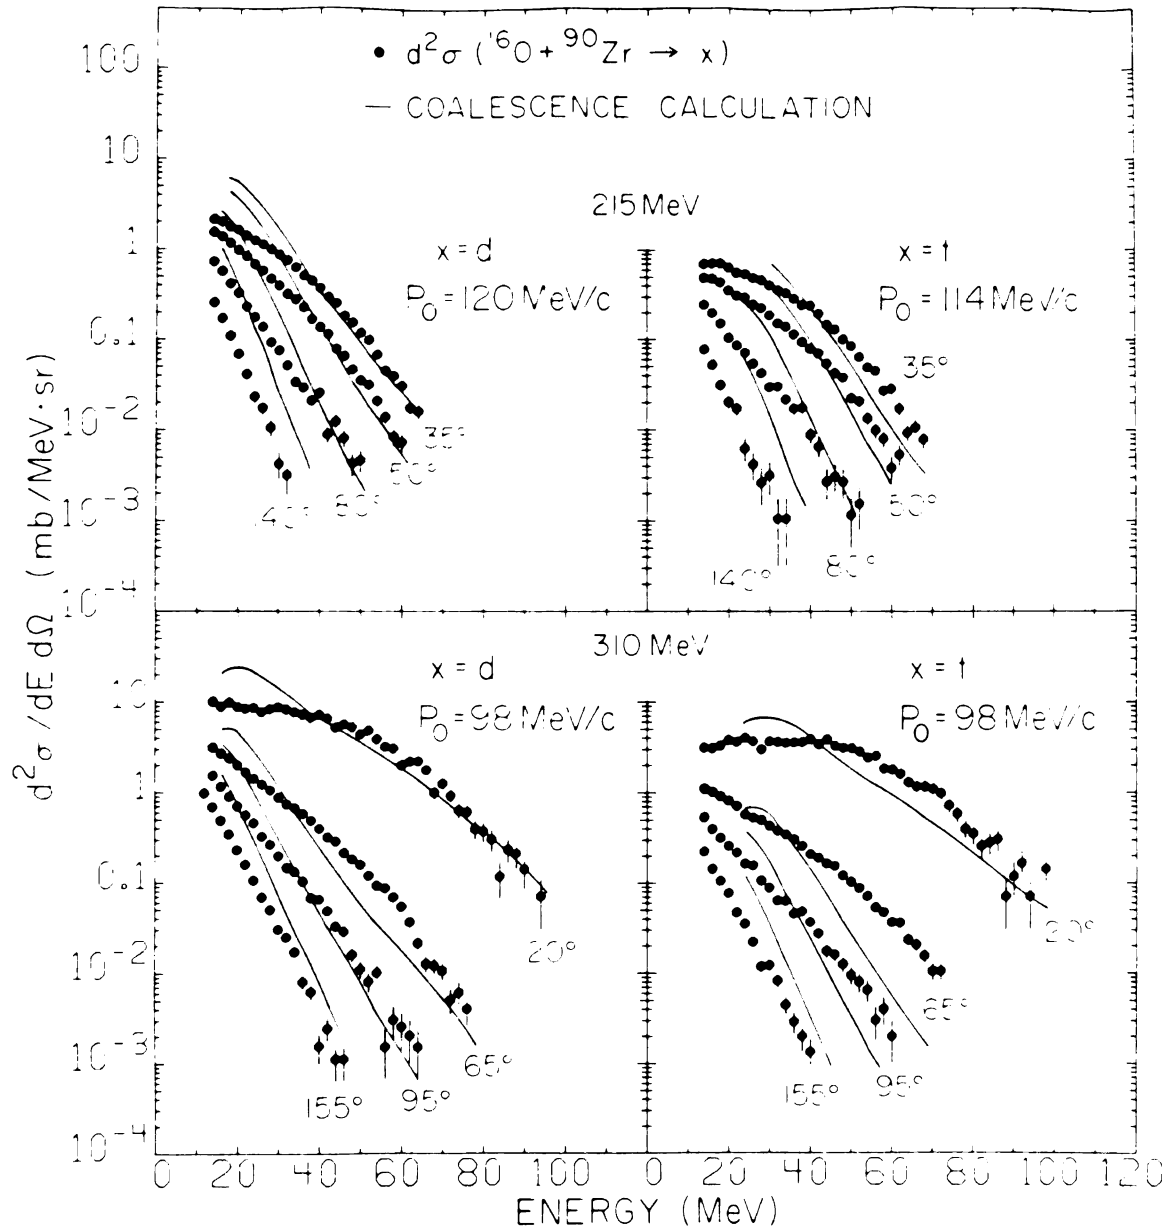 • d²σ (¹⁶O + ⁹⁰Zr → x)
— COALESCENCE CALCULATION
215 MeV
x = d
P₀ = 120 MeV/c
x = t
P₀ = 114 MeV/c
100
10
1
0.1
10⁻²
10⁻³
10⁻⁴
35°
50°
80°
140°
35°
50°
80°
140°
310 MeV
x = d
P₀ = 98 MeV/c
x = t
P₀ = 98 MeV/c
10
1
0.1
10⁻²
10⁻³
10⁻⁴
20°
65°
95°
155°
20°
65°
95°
155°
d²σ/dE dΩ (mb/MeV·sr)
0 20 40 60 80 100 0 20 40 60 80 100 120
ENERGY (MeV)